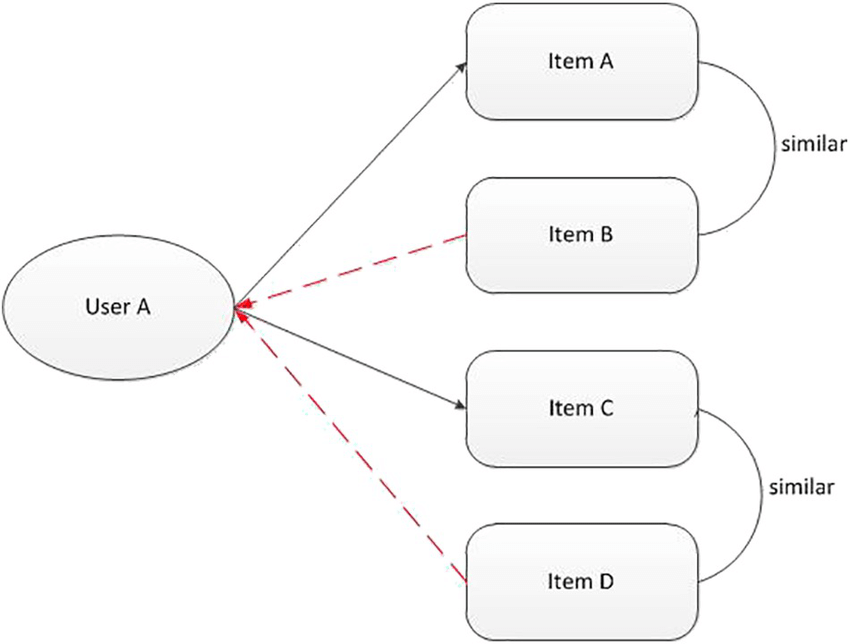 Item A
similar
Item B
User A
Item C
similar
Item D